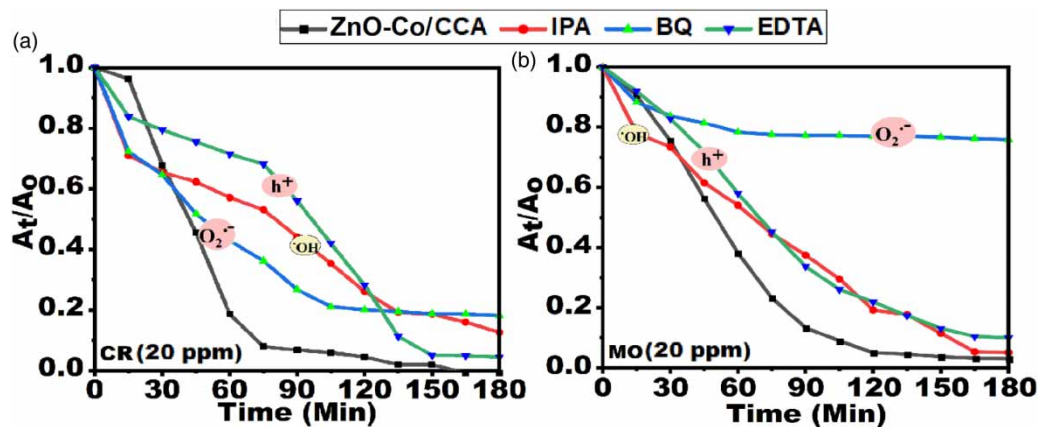 ZnO-Co/CCA IPA BQ EDTA
(a)
1.0
0.8
0.6
0.4
0.2
0.0
At/Ao
h+
O2•-
•OH
CR (20 ppm)
0 30 60 90 120 150 180
Time (Min)
(b)
1.0
0.8
0.6
0.4
0.2
0.0
At/Ao
•OH
O2•-
h+
MO (20 ppm)
0 30 60 90 120 150 180
Time (Min)